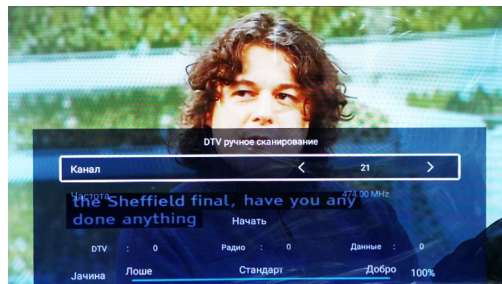 DTV ручное сканирование
Канал < 21 >
Частота 474.00 MHz
the Sheffield final, have you any
done anything
Начать
DTV : 0 Радио : 0 Данные : 0
Јачина Лоше Стандарт Добро 100%